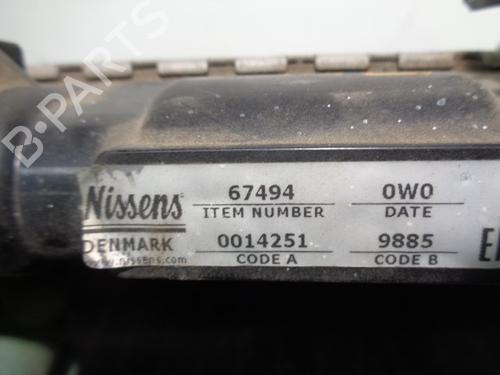 B-PARTS
Nissens
DENMARK
www.nissens.com
67494
ITEM NUMBER
0W0
DATE
0014251
CODE A
9885
CODE B